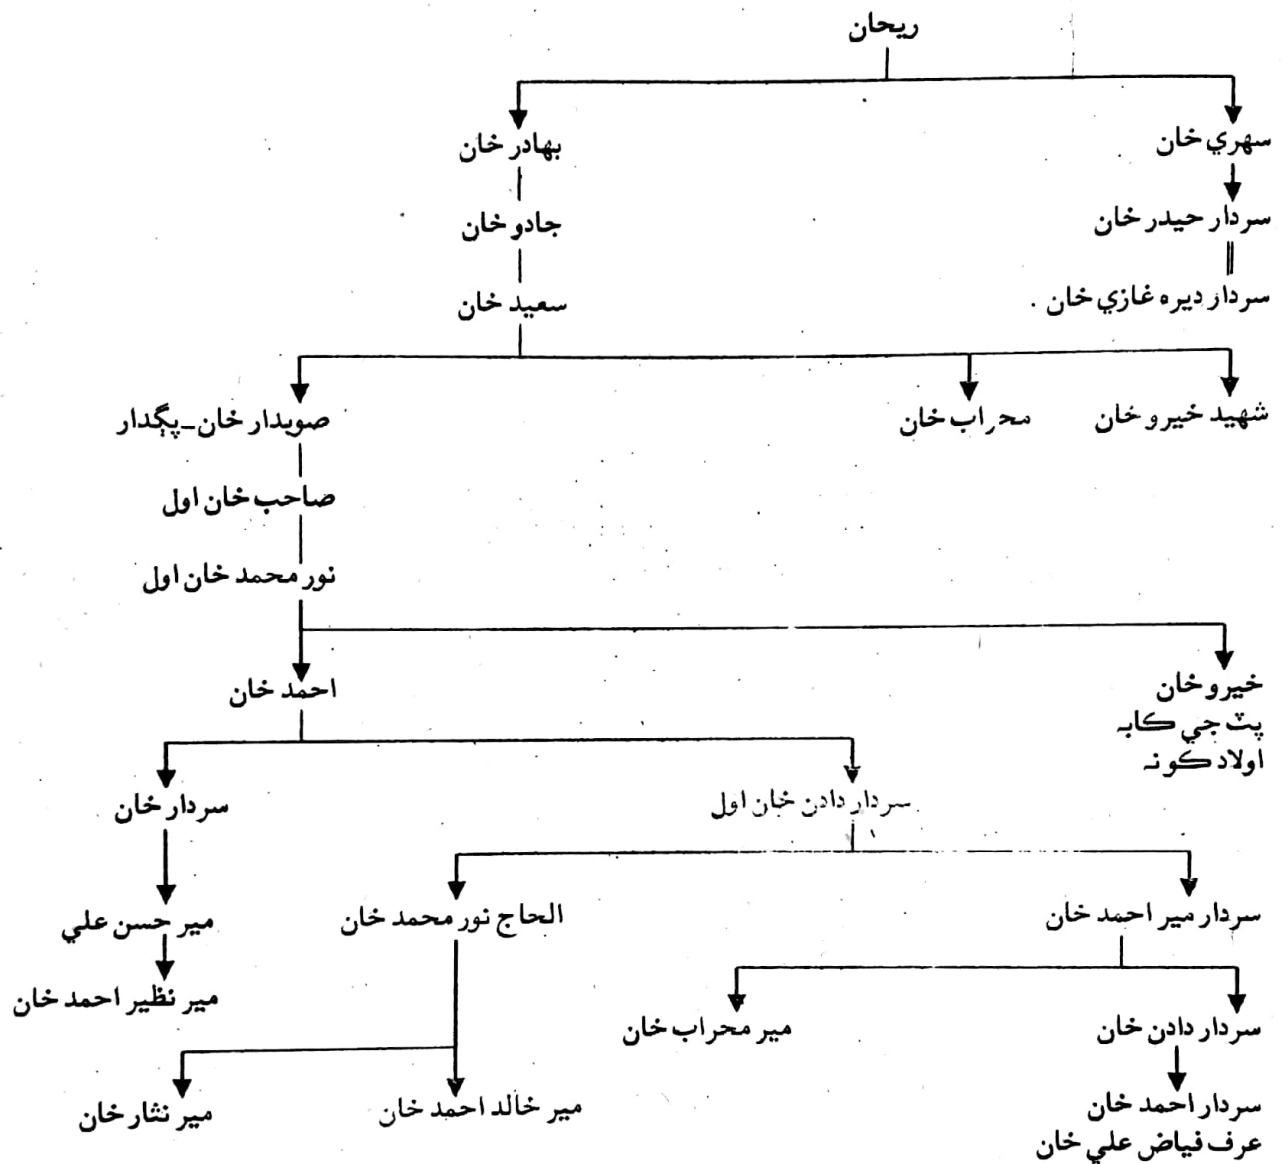 ريحان
سهري خان
بهادر خان
سردار حيدر خان
جادو خان
سردار ديره غازي خان .
سعيد خان
شهيد خيرو خان
محراب خان
صوبدار خان_پڳدار
صاحب خان اول
نور محمد خان اول
خيرو خان
پٽ جي ڪابہ
اولاد ڪونہ
احمد خان
سردار دادن خان اول
سردار خان
سردار مير احمد خان
الحاج نور محمد خان
مير حسن علي
مير نظير احمد خان
سردار دادن خان
مير محراب خان
سردار احمد خان
عرف فياض علي خان
مير خالد احمد خان
مير نثار خان